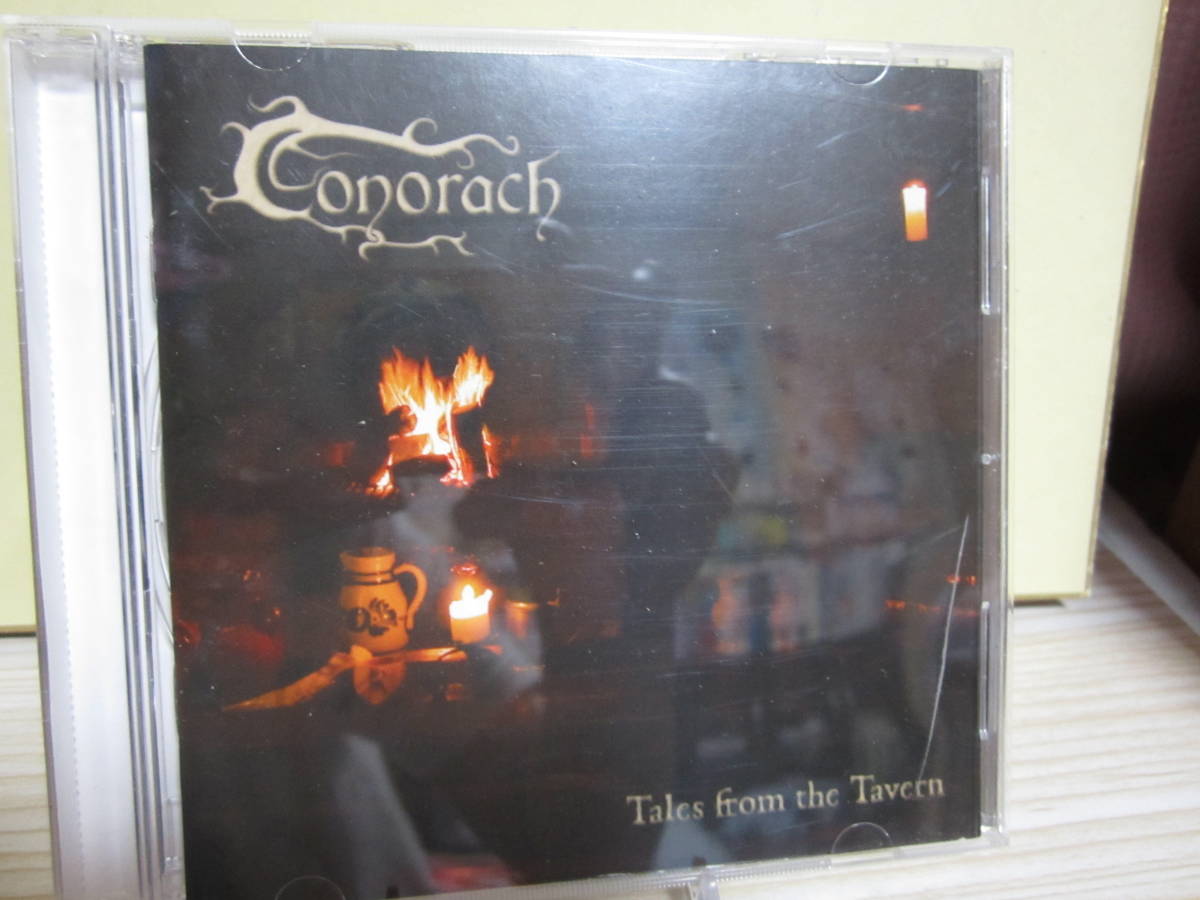 Conorach
Tales from the Tavern